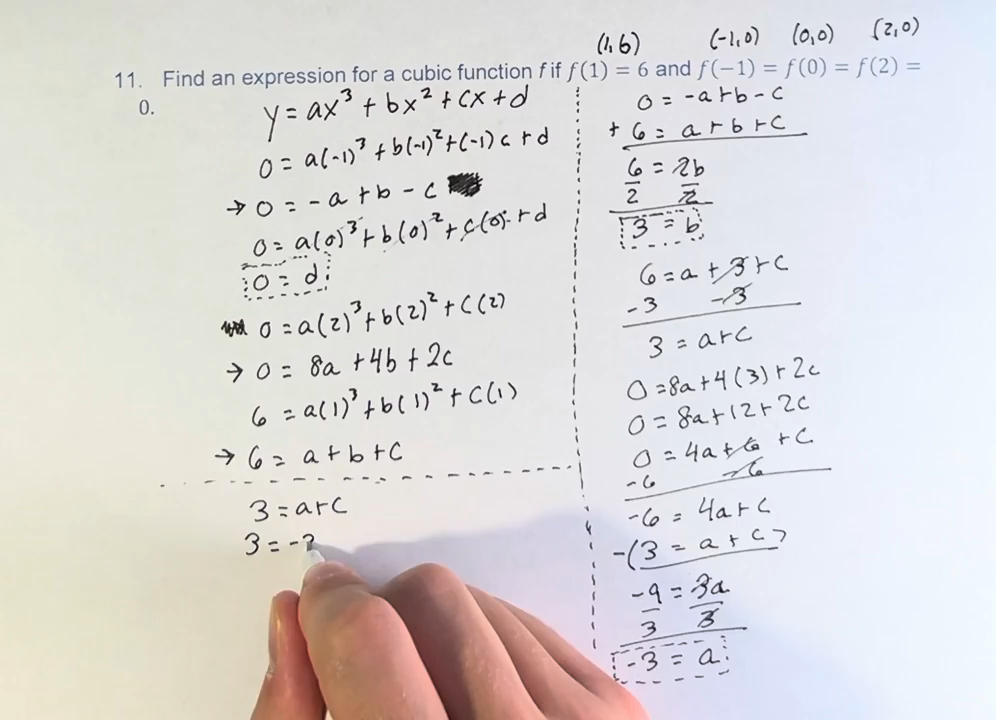 (1,6) (-1,0) (0,0) (2,0)
11. Find an expression for a cubic function f if f(1) = 6 and f(−1) = f(0) = f(2) =
0.
y = ax³ + bx² + cx + d
0 = a(-1)³ + b(-1)² + (-1)c + d
→ 0 = -a + b - c
0 = a(0)³ + b(0)² + c(0) + d
0 = d
0 = a(2)³ + b(2)² + c(2)
→ 0 = 8a + 4b + 2c
6 = a(1)³ + b(1)² + c(1)
→ 6 = a + b + c
3 = a + c
3 = -3
0 = -a + b - c
+ 6 = a + b + c
6 = 2b
2 2
3 = b
6 = a + 3 + c
-3 -3
3 = a + c
0 = 8a + 4(3) + 2c
0 = 8a + 12 + 2c
0 = 4a + 6 + c
-6 -6
-6 = 4a + c
-(3 = a + c)
-9 = 3a
3 3
-3 = a